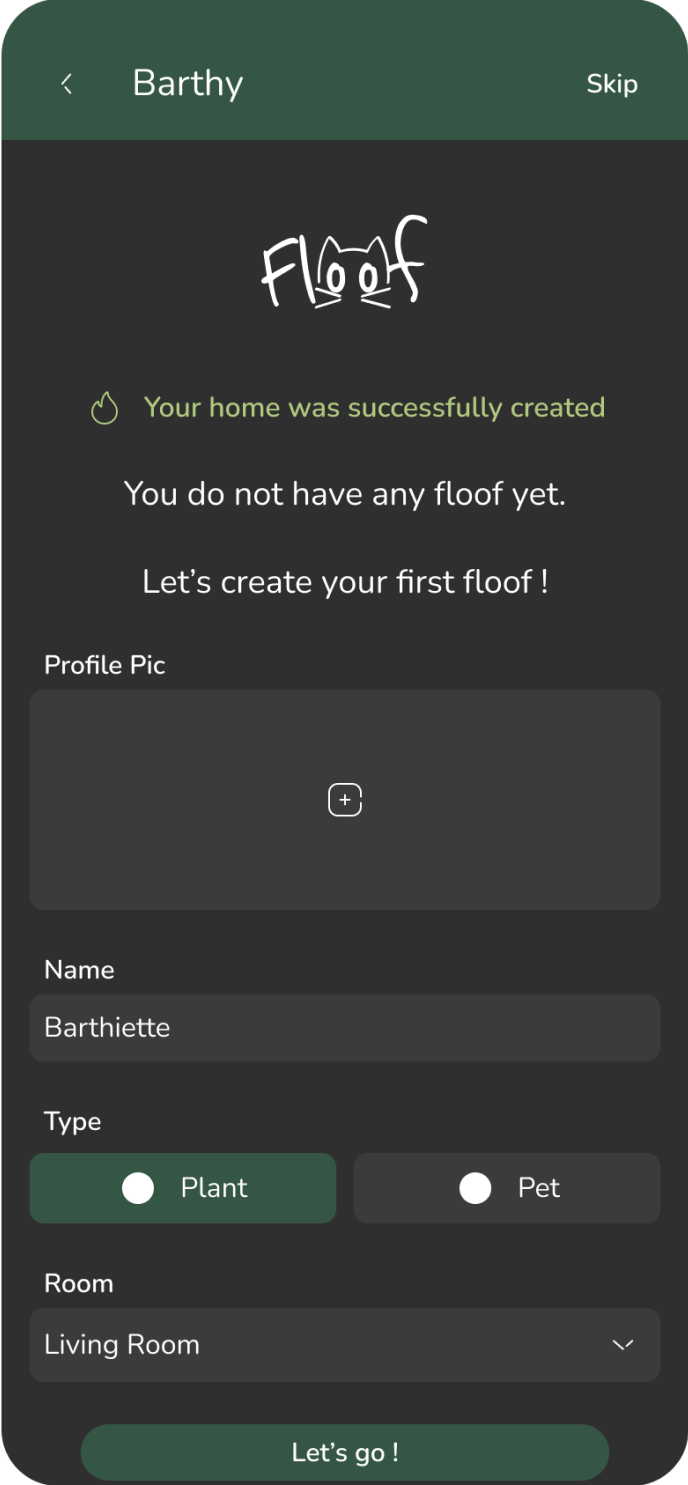 Barthy
Skip
Floof
Your home was successfully created
You do not have any floof yet.
Let’s create your first floof !
Profile Pic
Name
Barthiette
Type
Plant
Pet
Room
Living Room
Let’s go !